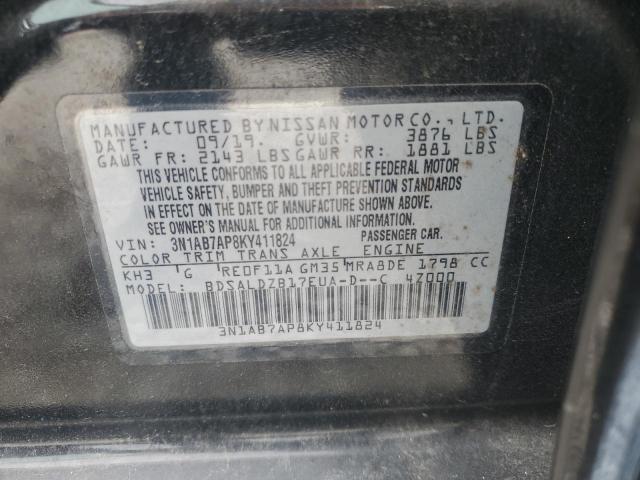 MANUFACTURED BY NISSAN MOTOR CO., LTD.
DATE: 09/19. GVWR: 3876 LBS
GAWR FR: 2143 LBS GAWR RR: 1881 LBS
THIS VEHICLE CONFORMS TO ALL APPLICABLE FEDERAL MOTOR
VEHICLE SAFETY, BUMPER AND THEFT PREVENTION STANDARDS
IN EFFECT ON THE DATE OF MANUFACTURE SHOWN ABOVE.
SEE OWNER'S MANUAL FOR ADDITIONAL INFORMATION.
VIN: 3N1AB7AP8KY411824 PASSENGER CAR.
COLOR TRIM TRANS AXLE ENGINE
KH3 G RE0F11A GM35 MRA8DE 1798 CC
MODEL: BDSALDZB17EUA-D--C 4Z000
3N1AB7AP8KY411824